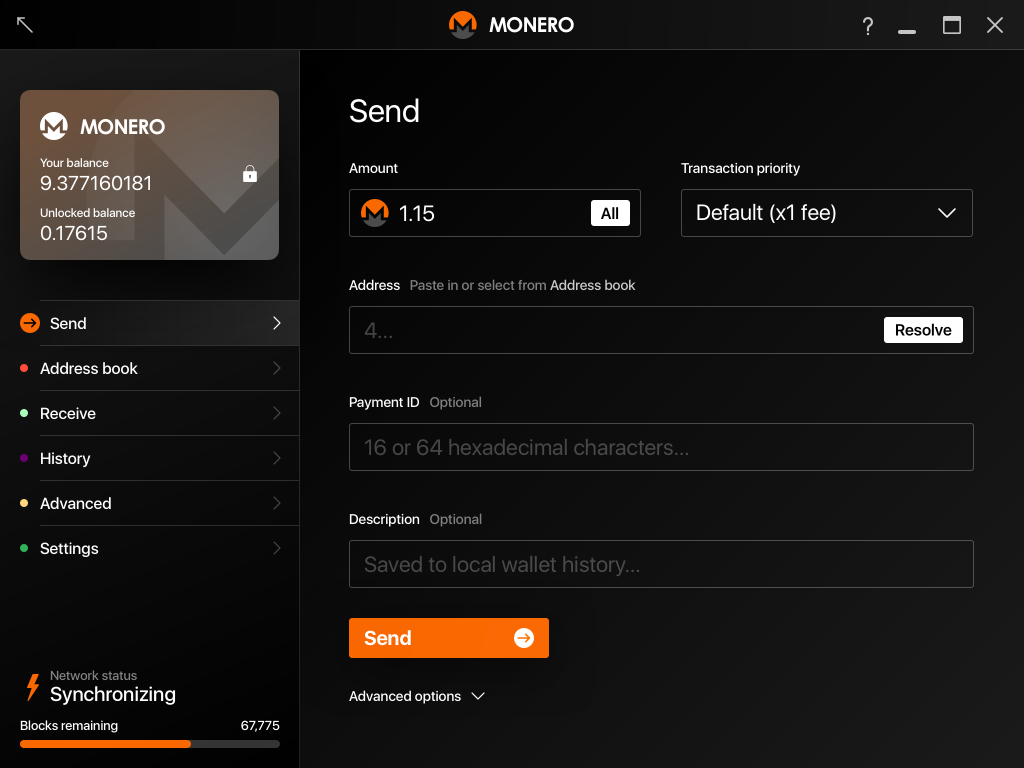 MONERO
?
MONERO
Your balance
9.377160181
Unlocked balance
0.17615
Send
Address book
Receive
History
Advanced
Settings
Network status
Synchronizing
Blocks remaining 67,775
Send
Amount Transaction priority
1.15 All Default (x1 fee)
Address Paste in or select from Address book
4... Resolve
Payment ID Optional
16 or 64 hexadecimal characters...
Description Optional
Saved to local wallet history...
Send
Advanced options